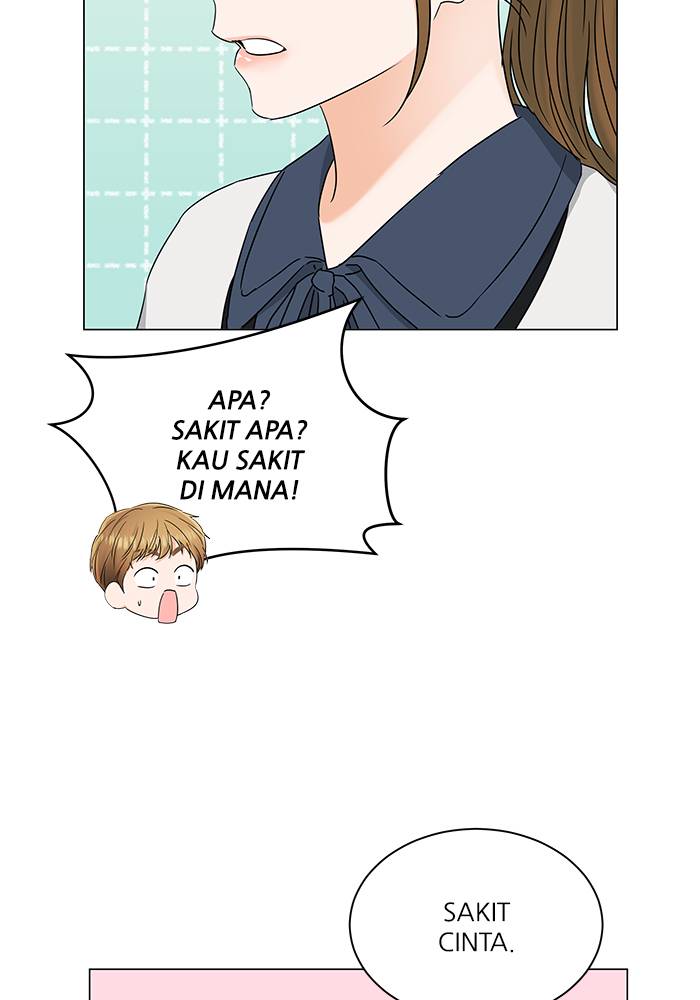 APA?
SAKIT APA?
KAU SAKIT
DI MANA!
SAKIT
CINTA.